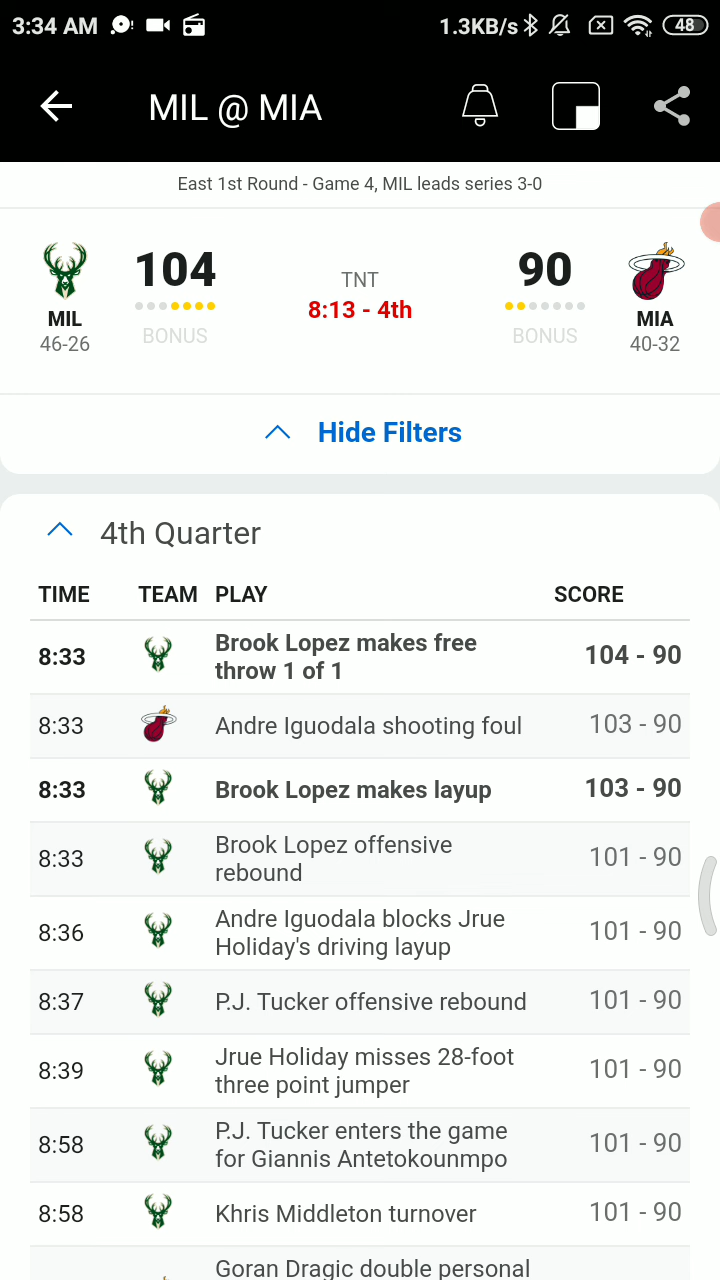 3:34 AM 1.3KB/s 48
MIL @ MIA
East 1st Round - Game 4, MIL leads series 3-0
104 90
TNT
8:13 - 4th
MIL BONUS BONUS MIA
46-26 40-32
Hide Filters
4th Quarter
TIME TEAM PLAY SCORE
8:33 Brook Lopez makes free
throw 1 of 1 104 - 90
8:33 Andre Iguodala shooting foul 103 - 90
8:33 Brook Lopez makes layup 103 - 90
8:33 Brook Lopez offensive
rebound 101 - 90
8:36 Andre Iguodala blocks Jrue
Holiday's driving layup 101 - 90
8:37 P.J. Tucker offensive rebound 101 - 90
8:39 Jrue Holiday misses 28-foot
three point jumper 101 - 90
8:58 P.J. Tucker enters the game
for Giannis Antetokounmpo 101 - 90
8:58 Khris Middleton turnover 101 - 90
Goran Dragic double personal